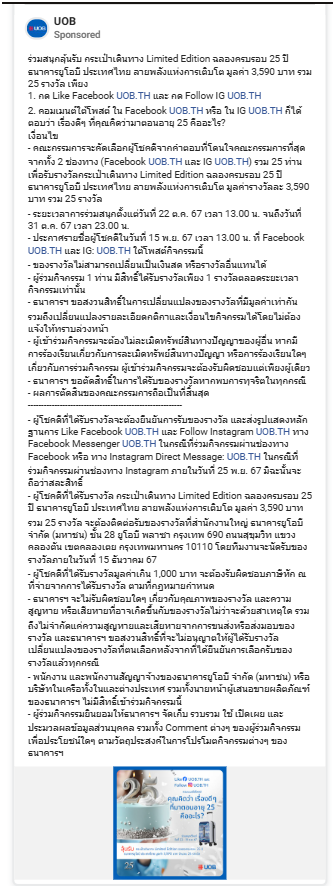 UOB
Sponsored
ร่วมสนุกลุ้นรับ กระเป๋าเดินทาง Limited Edition ฉลองครบรอบ 25 ปี
ธนาคารยูโอบี ประเทศไทย ลายพลังแห่งการเติบโต มูลค่า 3,590 บาท รวม
25 รางวัล เพียง
1. กด Like Facebook UOB.TH และ กด Follow IG UOB.TH
2. คอมเมนต์ใต้โพสต์ ใน Facebook UOB.TH หรือ ใน IG UOB.TH ก็ได้
ตอบว่า เรื่องดีๆ ที่คุณคิดว่ามาตอนอายุ 25 คืออะไร?
เงื่อนไข
- คณะกรรมการจะคัดเลือกผู้โชคดีจากคำตอบที่โดนใจคณะกรรมการที่สุด
จากทั้ง 2 ช่องทาง (Facebook UOB.TH และ IG UOB.TH) รวม 25 ท่าน
เพื่อรับรางวัลกระเป๋าเดินทาง Limited Edition ฉลองครบรอบ 25 ปี
ธนาคารยูโอบี ประเทศไทย ลายพลังแห่งการเติบโต มูลค่ารางวัลละ 3,590
บาท รวม 25 รางวัล
- ระยะเวลาการร่วมสนุกตั้งแต่วันที่ 22 ต.ค. 67 เวลา 13.00 น. จนถึงวันที่
31 ต.ค. 67 เวลา 23.00 น.
- ประกาศรายชื่อผู้โชคดีในวันที่ 15 พ.ย. 67 เวลา 13.00 น. ที่ Facebook
UOB.TH และ IG: UOB.TH ใต้โพสต์กิจกรรมนี้
- ของรางวัลไม่สามารถเปลี่ยนเป็นเงินสด หรือรางวัลอื่นแทนได้
- ผู้ร่วมกิจกรรม 1 ท่าน มีสิทธิ์ได้รับรางวัลเพียง 1 รางวัลตลอดระยะเวลา
กิจกรรมเท่านั้น
- ธนาคารฯ ขอสงวนสิทธิ์ในการเปลี่ยนแปลงของรางวัลที่มีมูลค่าเท่ากัน
รวมถึงเปลี่ยนแปลงรายละเอียดกติกาและเงื่อนไขกิจกรรมได้โดยไม่ต้อง
แจ้งให้ทราบล่วงหน้า
- ผู้เข้าร่วมกิจกรรมจะต้องไม่ละเมิดทรัพย์สินทางปัญญาของผู้อื่น หากมี
การร้องเรียนเกี่ยวกับการละเมิดทรัพย์สินทางปัญญา หรือการร้องเรียนใดๆ
เกี่ยวกับการร่วมกิจกรรม ผู้เข้าร่วมกิจกรรมจะต้องรับผิดชอบแต่เพียงผู้เดียว
- ธนาคารฯ ขอตัดสิทธิ์ในการได้รับของรางวัลหากพบการทุจริตในทุกกรณี
- ผลการตัดสินของคณะกรรมการถือเป็นที่สิ้นสุด
--------------------------------------------------
- ผู้โชคดีที่ได้รับรางวัลจะต้องยืนยันการรับของรางวัล และส่งรูปแสดงหลัก
ฐานการ Like Facebook UOB.TH และ Follow Instagram UOB.TH ทาง
Facebook Messenger UOB.TH ในกรณีที่ร่วมกิจกรรมผ่านช่องทาง
Facebook หรือ ทาง Instagram Direct Message: UOB.TH ในกรณีที่
ร่วมกิจกรรมผ่านช่องทาง Instagram ภายในวันที่ 25 พ.ย. 67 มิฉะนั้นจะ
ถือว่าสละสิทธิ์
- ผู้โชคดีที่ได้รับรางวัล กระเป๋าเดินทาง Limited Edition ฉลองครบรอบ 25
ปี ธนาคารยูโอบี ประเทศไทย ลายพลังแห่งการเติบโต มูลค่า 3,590 บาท
รวม 25 รางวัล จะต้องติดต่อรับของรางวัลที่สำนักงานใหญ่ ธนาคารยูโอบี
จำกัด (มหาชน) ชั้น 28 ยูโอบี พลาซา กรุงเทพ 690 ถนนสุขุมวิท แขวง
คลองตัน เขตคลองเตย กรุงเทพมหานคร 10110 โดยทีมงานจะนัดรับของ
รางวัลภายในวันที่ 15 ธันวาคม 67
- ผู้โชคดีที่ได้รับรางวัลมูลค่าเกิน 1,000 บาท จะต้องรับผิดชอบภาษีหัก ณ
ที่จ่ายจากการได้รับรางวัล ตามที่กฎหมายกำหนด
- ธนาคารฯ จะไม่รับผิดชอบใดๆ เกี่ยวกับคุณภาพของรางวัล และความ
สูญหาย หรือเสียหายที่อาจเกิดขึ้นกับของรางวัลไม่ว่าจะด้วยสาเหตุใด รวม
ถึงไม่จำกัดแค่ความสูญหายและเสียหายจากการขนส่งหรือส่งมอบของ
รางวัล และธนาคารฯ ขอสงวนสิทธิ์ที่จะไม่อนุญาตให้ผู้ได้รับรางวัล
เปลี่ยนแปลงของรางวัลที่ตนเลือกหลังจากที่ได้ยืนยันการเลือกรับของ
รางวัลแล้วทุกกรณี
- พนักงาน และพนักงานสัญญาจ้างของธนาคารยูโอบี จำกัด (มหาชน) หรือ
บริษัทในเครือทั้งในและต่างประเทศ รวมทั้งนายหน้าผู้เสนอขายผลิตภัณฑ์
ของธนาคารฯ ไม่มีสิทธิ์เข้าร่วมกิจกรรมนี้
- ผู้ร่วมกิจกรรมยินยอมให้ธนาคารฯ จัดเก็บ รวบรวม ใช้ เปิดเผย และ
ประมวลผลข้อมูลส่วนบุคคล รวมทั้ง Comment ต่างๆ ของผู้ร่วมกิจกรรม
เพื่อประโยชน์ใดๆ ตามวัตถุประสงค์ในการโปรโมตกิจกรรมต่างๆ ของ
ธนาคารฯ
Like UOB.TH และ
Follow UOB.TH
คุณคิดว่า เรื่องดีๆ
ที่มาตอนอายุ 25
คืออะไร?
ลุ้นรับ
25
UOB